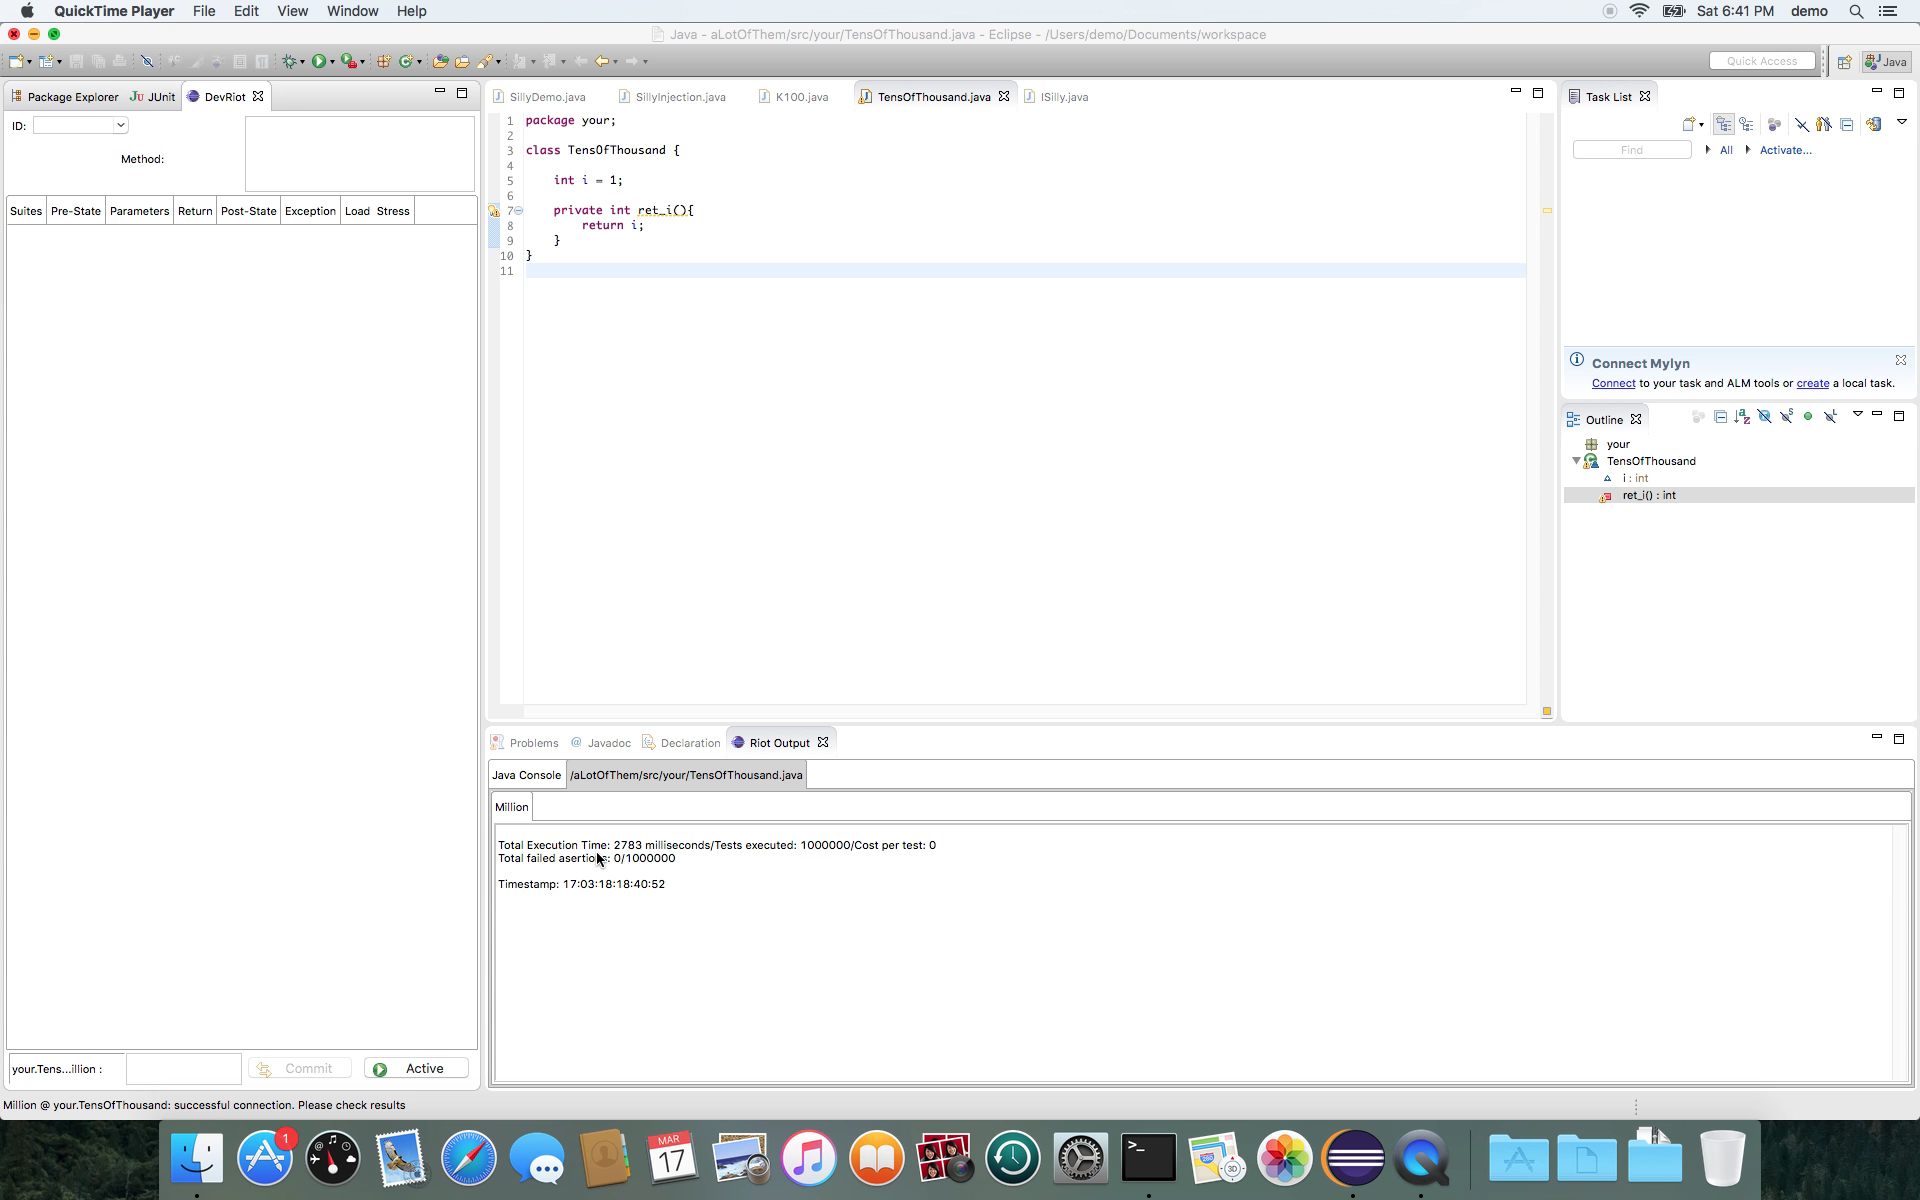 QuickTime Player File Edit View Window Help Sat 6:41 PM demo
Java - aLotOfThem/src/your/TensOfThousand.java - Eclipse - /Users/demo/Documents/workspace
Quick Access Java
Package Explorer JUnit DevRiot
ID:
Method:
Suites Pre-State Parameters Return Post-State Exception Load Stress
SillyDemo.java SillyInjection.java K100.java TensOfThousand.java ISilly.java
1 package your;
2
3 class TensOfThousand {
4
5 int i = 1;
6
7 private int ret_i(){
8 return i;
9 }
10 }
11
Task List
Find All Activate...
Connect Mylyn
Connect to your task and ALM tools or create a local task.
Outline
your
TensOfThousand
i : int
ret_i() : int
Problems @ Javadoc Declaration Riot Output
Java Console /aLotOfThem/src/your/TensOfThousand.java
Million
Total Execution Time: 2783 milliseconds/Tests executed: 1000000/Cost per test: 0
Total failed asertions: 0/1000000
Timestamp: 17:03:18:18:40:52
your.Tens...illion : Commit Active
Million @ your.TensOfThousand: successful connection. Please check results
1
MAR
17
>_
3D